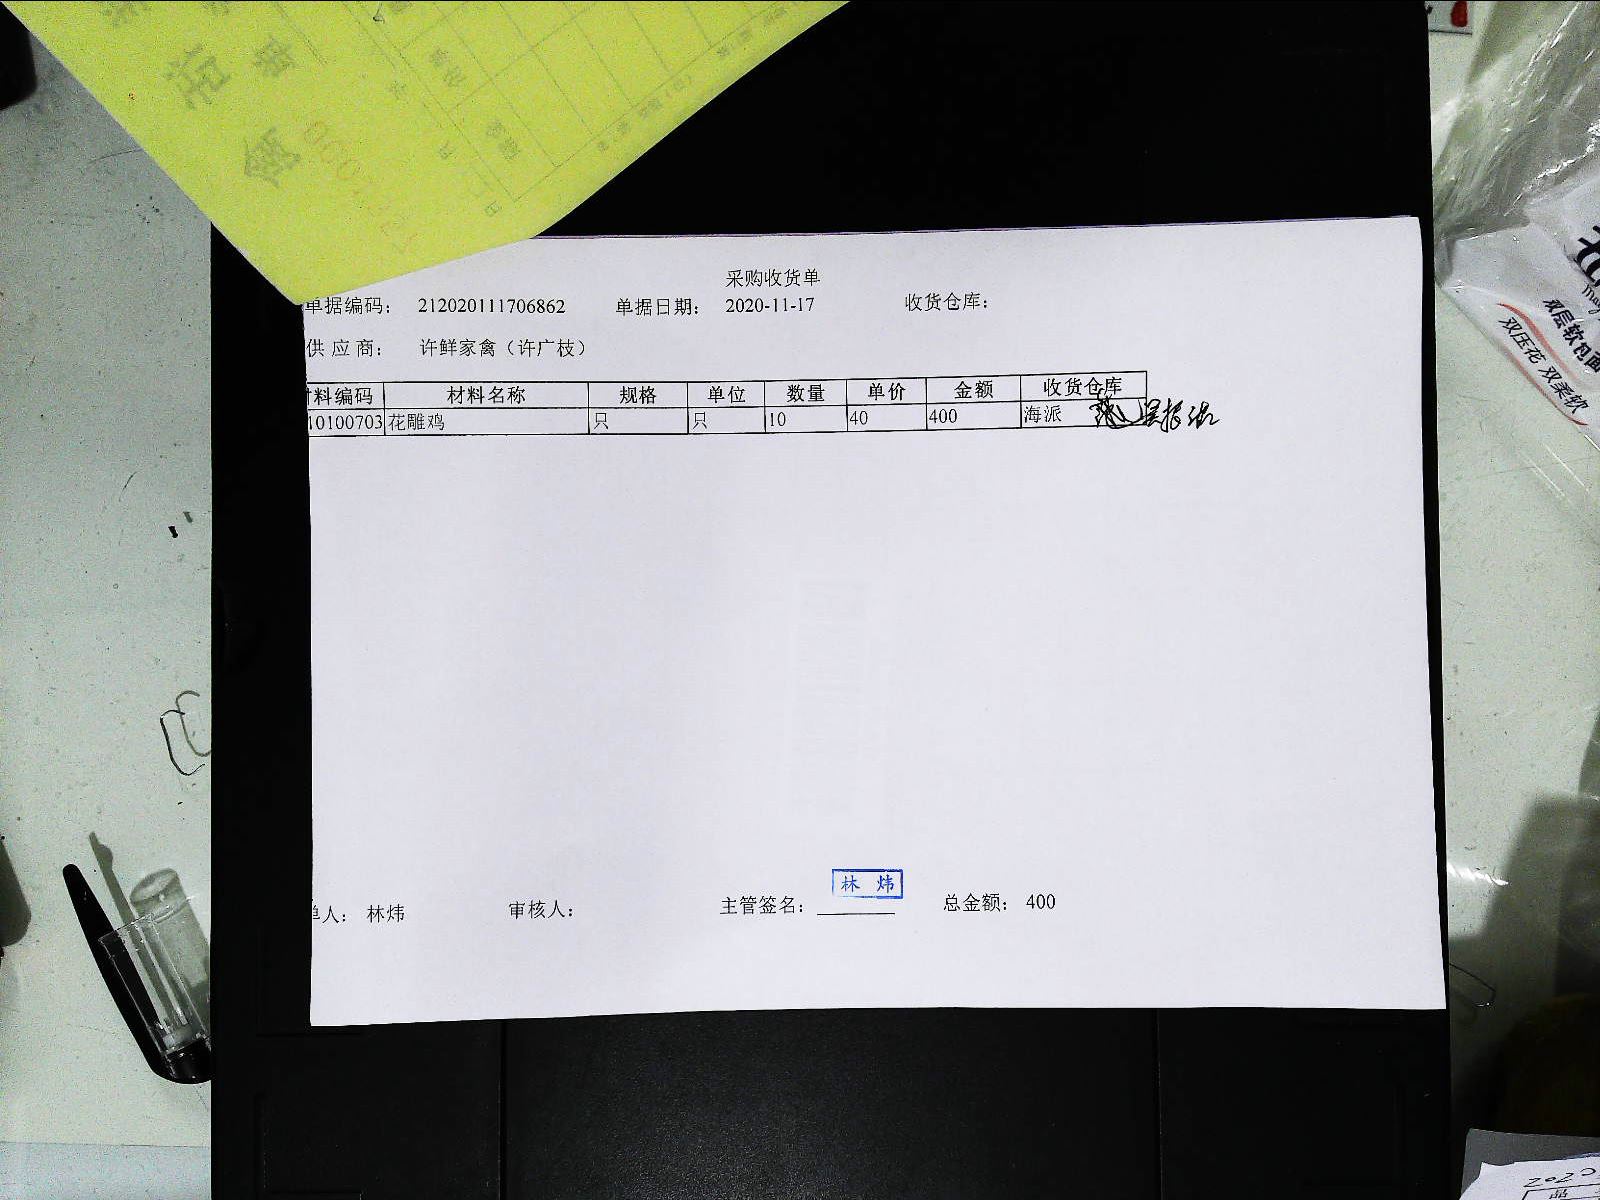 采购收货单
单据编码： 212020111706862 单据日期： 2020-11-17 收货仓库：
供应商： 许鲜家禽（许广枝）
料编码 材料名称 规格 单位 数量 单价 金额 收货仓库
10100703 花雕鸡 只 只 10 40 400 海派
林炜
单人： 林炜 审核人： 主管签名： 总金额： 400
双层软包面
双压花 双柔软